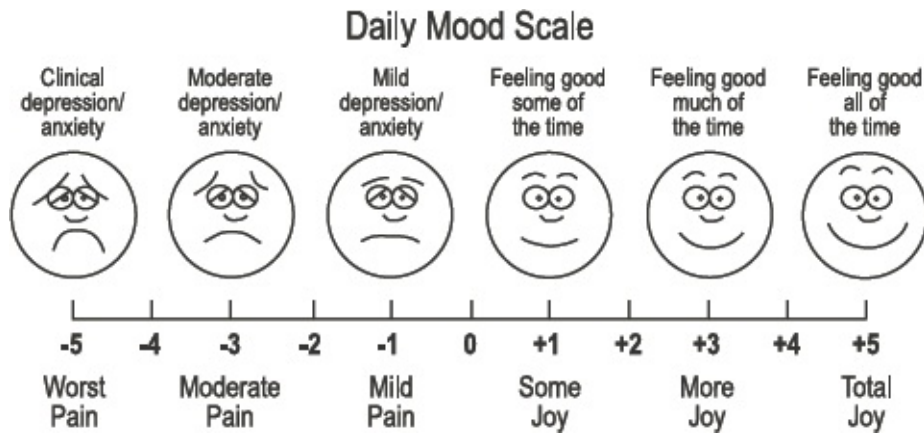 Daily Mood Scale
Clinical
depression/
anxiety
Moderate
depression/
anxiety
Mild
depression/
anxiety
Feeling good
some of
the time
Feeling good
much of
the time
Feeling good
all of
the time
-5 -4 -3 -2 -1 0 +1 +2 +3 +4 +5
Worst
Pain
Moderate
Pain
Mild
Pain
Some
Joy
More
Joy
Total
Joy